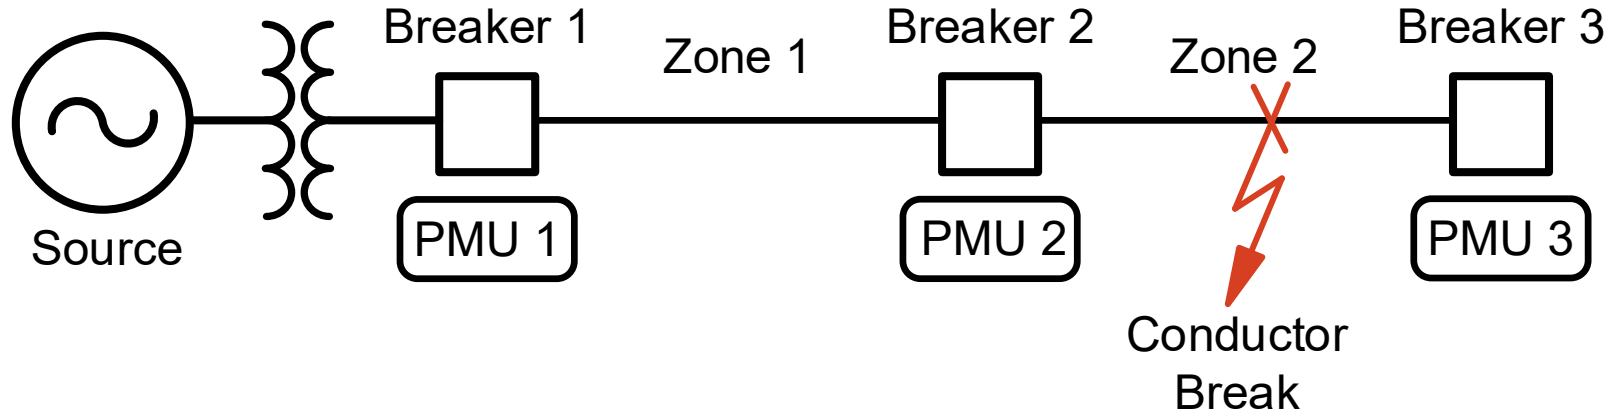 Breaker 1
Zone 1
Breaker 2
Zone 2
Breaker 3
Source
PMU 1
PMU 2
PMU 3
Conductor
Break